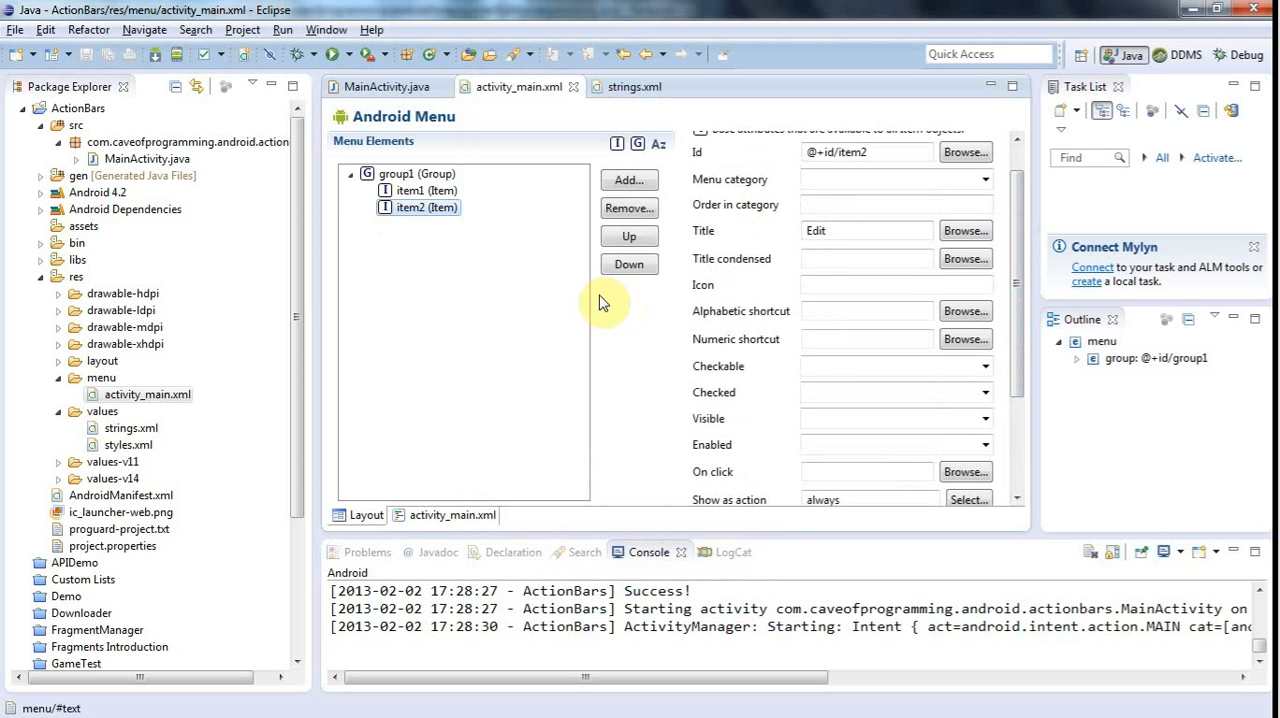 Java - ActionBars/res/menu/activity_main.xml - Eclipse
File Edit Refactor Navigate Search Project Run Window Help
Quick Access
Java
DDMS
Debug
Package Explorer
ActionBars
src
com.caveofprogramming.android.action
MainActivity.java
gen [Generated Java Files]
Android 4.2
Android Dependencies
assets
bin
libs
res
drawable-hdpi
drawable-ldpi
drawable-mdpi
drawable-xhdpi
layout
menu
activity_main.xml
values
strings.xml
styles.xml
values-v11
values-v14
AndroidManifest.xml
ic_launcher-web.png
proguard-project.txt
project.properties
APIDemo
Custom Lists
Demo
Downloader
FragmentManager
Fragments Introduction
GameTest
MainActivity.java
activity_main.xml
strings.xml
Android Menu
Menu Elements
I G Az
G group1 (Group)
I item1 (Item)
I item2 (Item)
Add...
Remove...
Up
Down
Base attributes that are available to all Item objects.
Id @+id/item2 Browse...
Menu category
Order in category
Title Edit Browse...
Title condensed Browse...
Icon
Alphabetic shortcut Browse...
Numeric shortcut Browse...
Checkable
Checked
Visible
Enabled
On click Browse...
Show as action always Select...
Layout
activity_main.xml
Task List
Find All Activate...
Connect Mylyn
Connect to your task and ALM tools or
create a local task.
Outline
menu
group: @+id/group1
Problems
Javadoc
Declaration
Search
Console
LogCat
Android
[2013-02-02 17:28:27 - ActionBars] Success!
[2013-02-02 17:28:27 - ActionBars] Starting activity com.caveofprogramming.android.actionbars.MainActivity on
[2013-02-02 17:28:30 - ActionBars] ActivityManager: Starting: Intent { act=android.intent.action.MAIN cat=[and
menu/#text